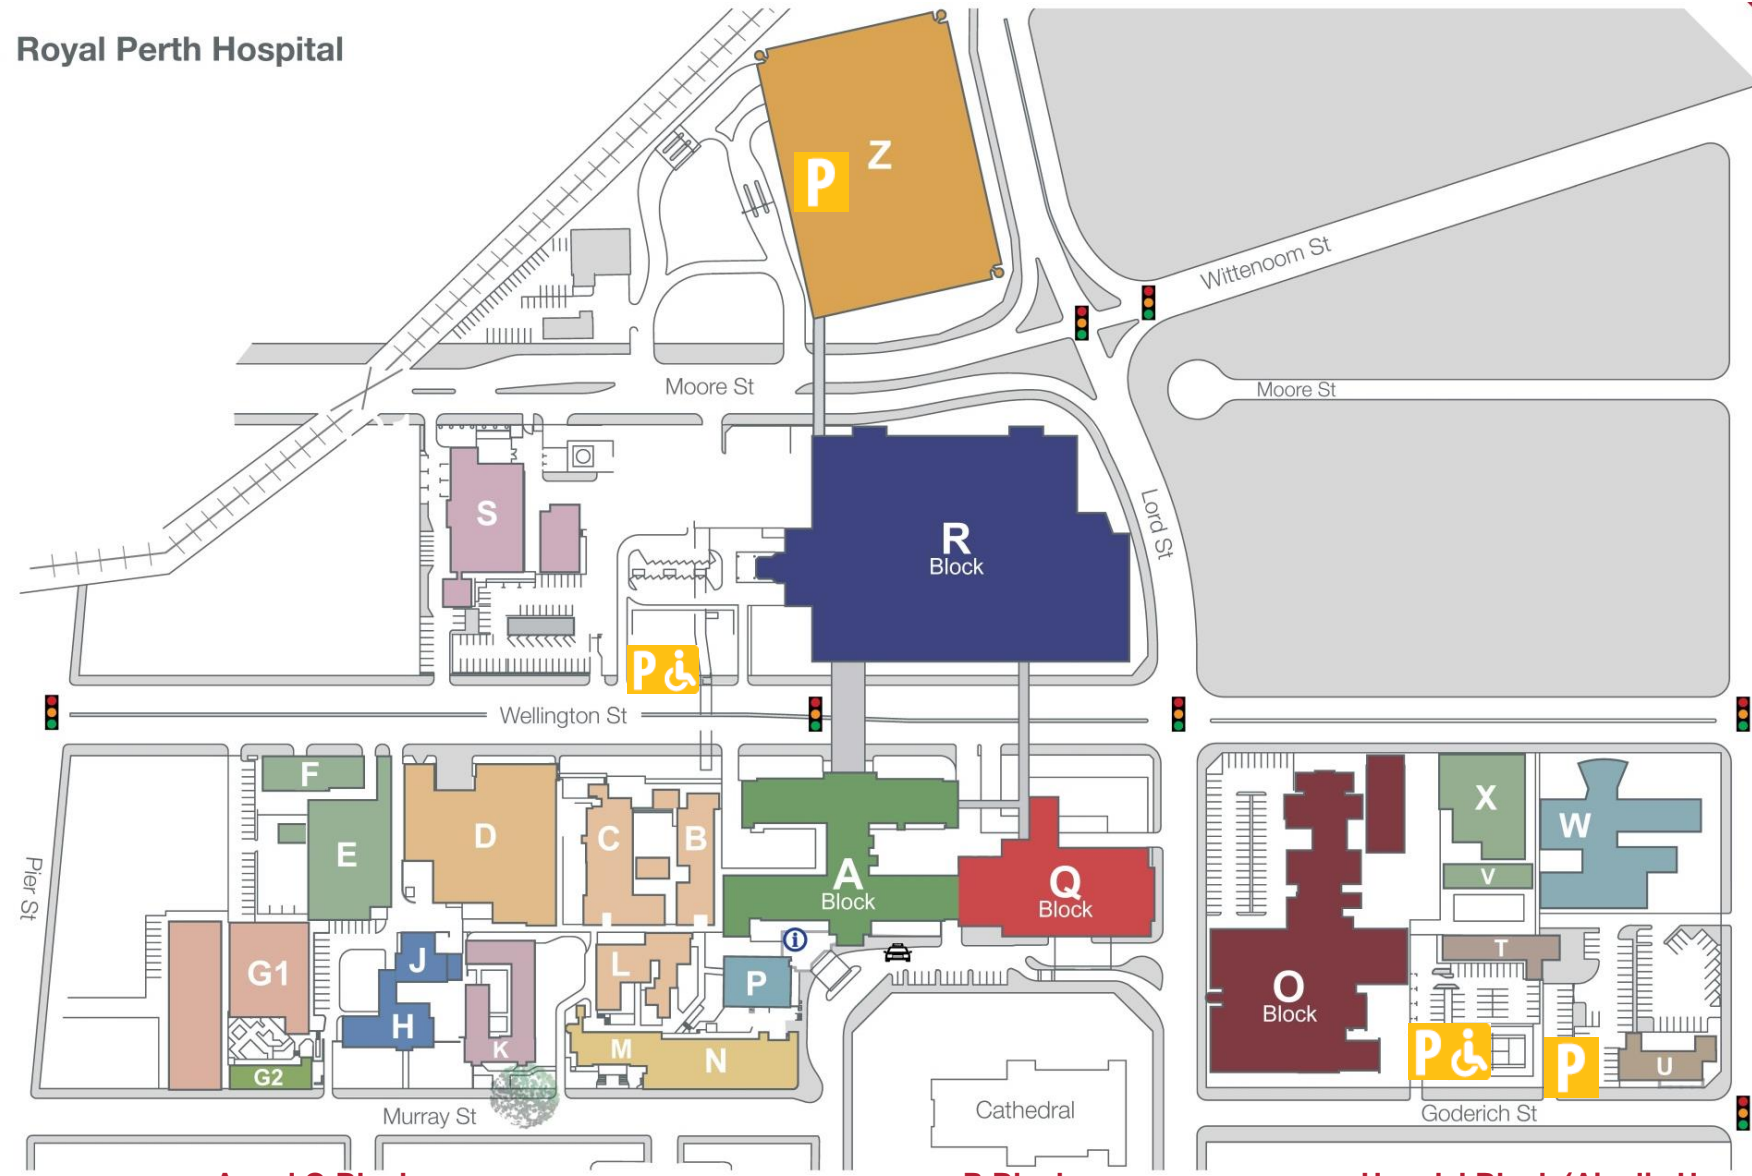 Royal Perth Hospital
Z
P
Wittenoom St
Moore St
Moore St
S
R
Block
Lord St
P
Wellington St
F
E
D
C
B
A
Block
Q
Block
X
W
V
Pier St
G1
J
H
L
P
i
O
Block
T
K
M
N
G2
P
P
U
Murray St
Cathedral
Goderich St